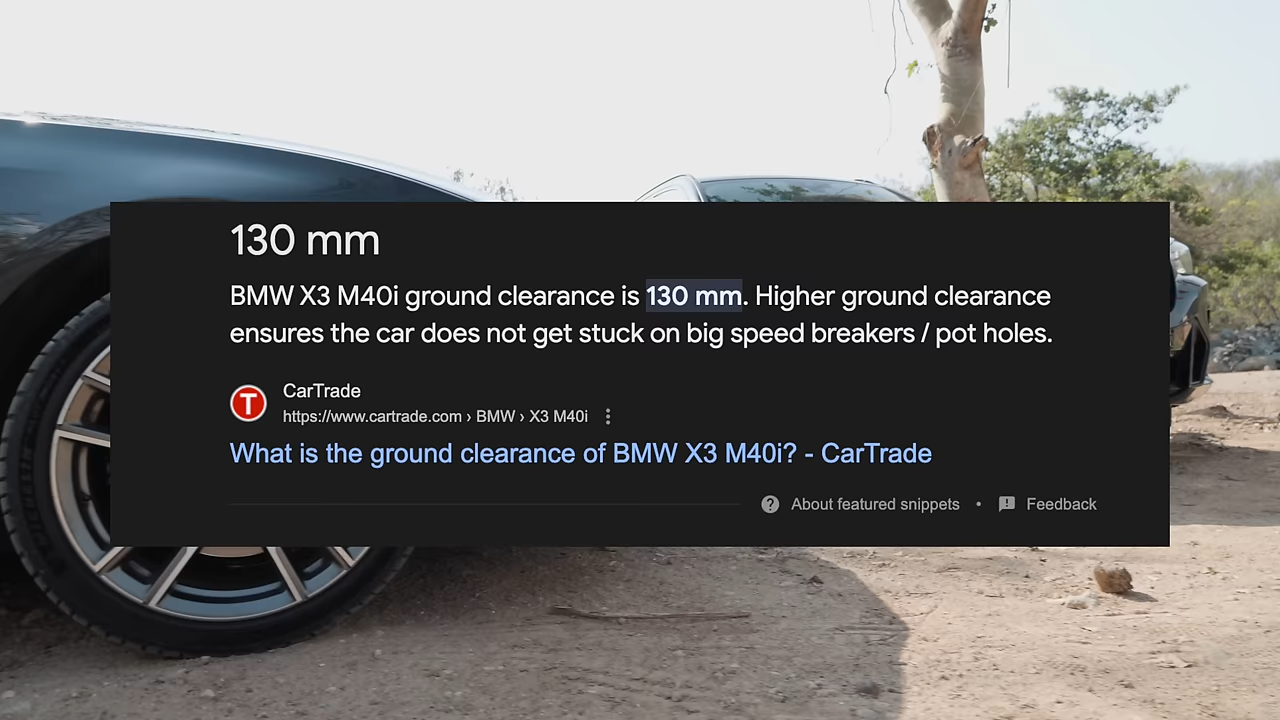 130 mm
BMW X3 M40i ground clearance is 130 mm. Higher ground clearance
ensures the car does not get stuck on big speed breakers / pot holes.
T
CarTrade
https://www.cartrade.com › BMW › X3 M40i
What is the ground clearance of BMW X3 M40i? - CarTrade
About featured snippets • Feedback